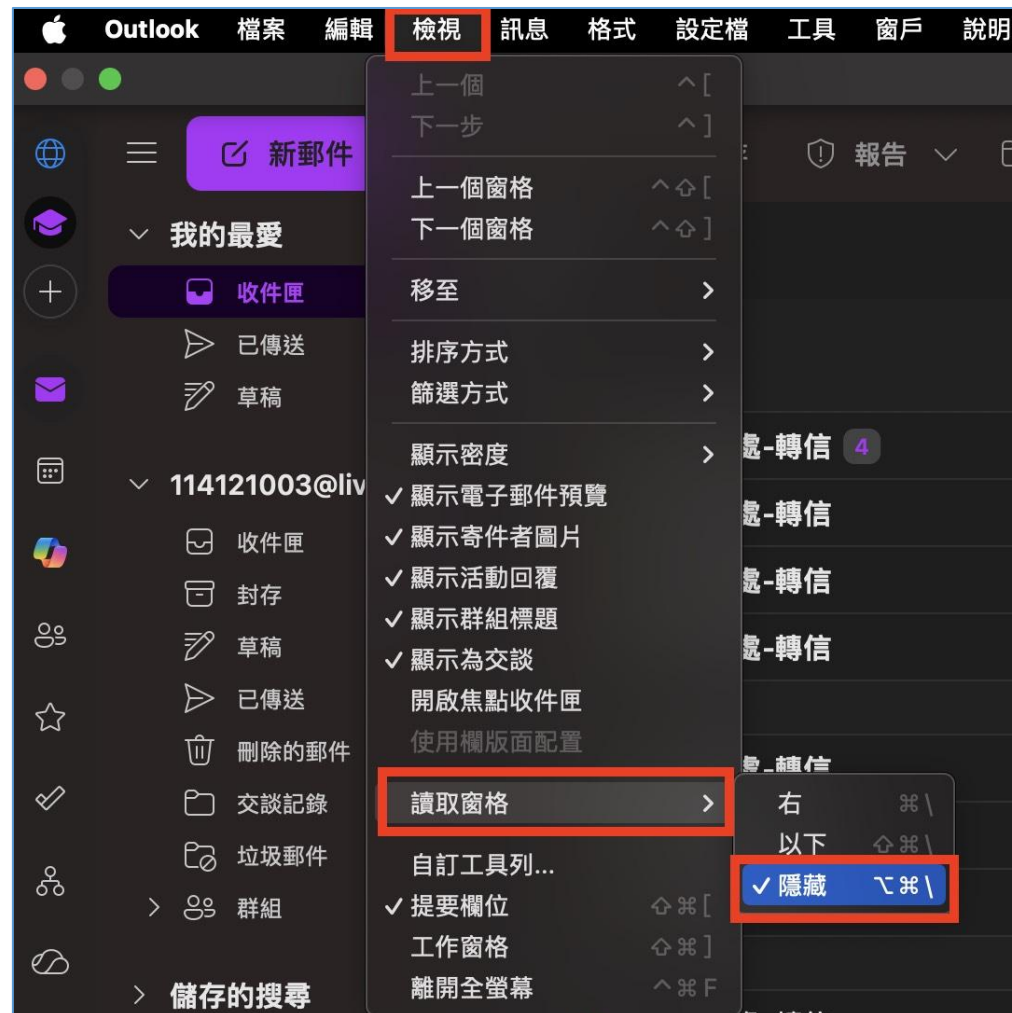 Outlook 檔案 編輯 檢視 訊息 格式 設定檔 工具 窗戶 說明
新郵件
報告
我的最愛
收件匣
已傳送
草稿
114121003@liv
收件匣
封存
草稿
已傳送
刪除的郵件
交談記錄
垃圾郵件
群組
儲存的搜尋
上一個 ^[
下一步 ^]
上一個窗格 ^⇧[
下一個窗格 ^⇧]
移至
排序方式
篩選方式
顯示密度
✓ 顯示電子郵件預覽
✓ 顯示寄件者圖片
✓ 顯示活動回覆
✓ 顯示群組標題
✓ 顯示為交談
開啟焦點收件匣
使用欄版面配置
讀取窗格
自訂工具列...
✓ 提要欄位 ⇧⌘[
工作窗格 ⇧⌘]
離開全螢幕 ^⌘F
右 ⌘\
以下 ⇧⌘\
✓ 隱藏 ⌥⌘\
處-轉信 4
處-轉信
處-轉信
處-轉信
處-轉信